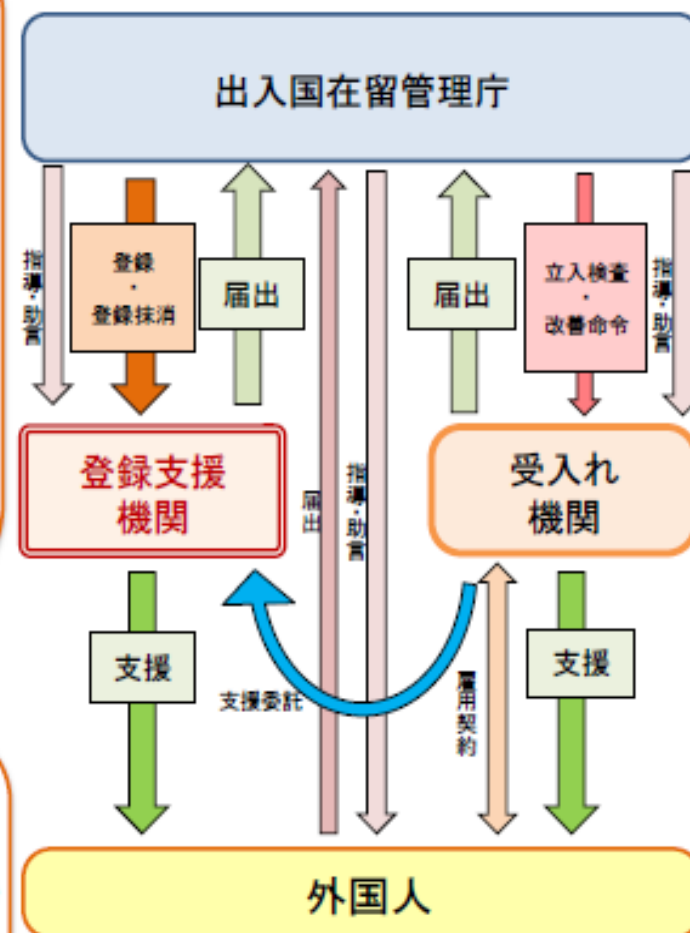 出入国在留管理庁
指導・助言
登録
・
登録抹消
届出
届出
立入検査
・
改善命令
指導・助言
登録支援
機関
届出
指導・助言
受入れ
機関
支援
支援委託
雇用契約
支援
外国人